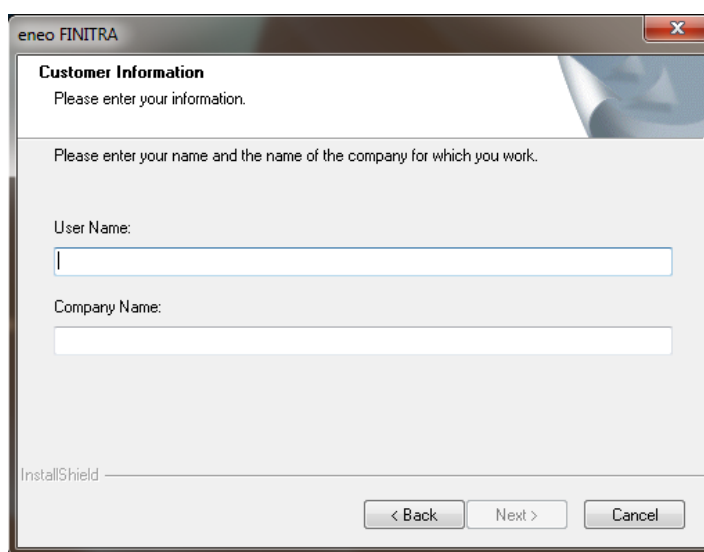 eneo FINITRA
Customer Information
Please enter your information.
Please enter your name and the name of the company for which you work.
User Name:
Company Name:
InstallShield
< Back
Next >
Cancel